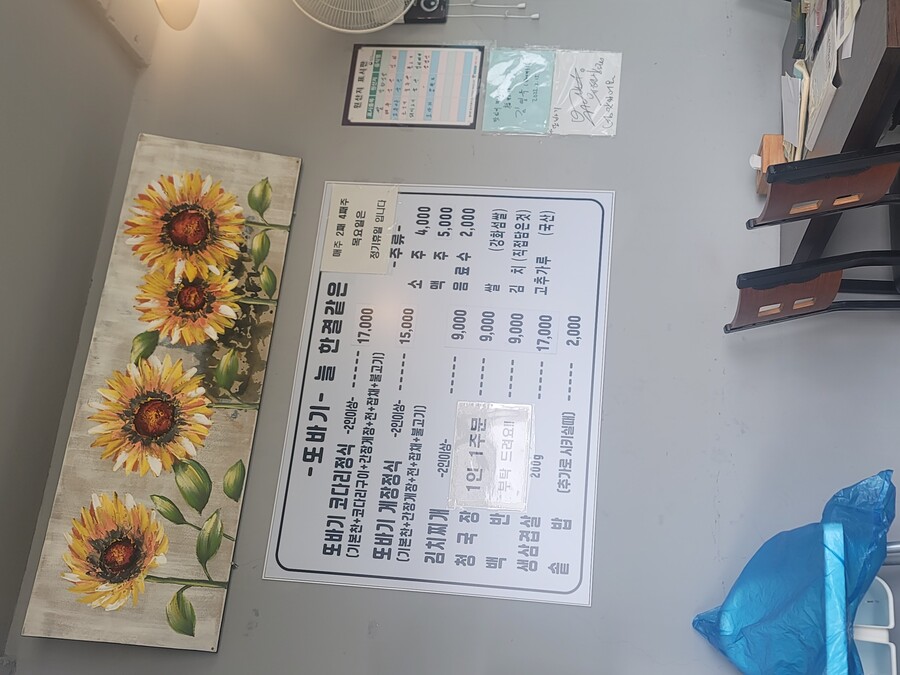 원산지 표시판
매주 2째 4째주
목요일은
정기휴일 입니다
-또바기- 늘 한결같은
또바기 코다리정식 -2인이상- ----- 17,000
(기본찬+코다리구이+간장게장+전+잡채+불고기)
또바기 게장정식 -2인이상- ----- 15,000
(기본찬+간장게장+전+잡채+불고기)
김치찌개 -2인이상- ----- 9,000
청국장 ----- 9,000
백반 ----- 9,000
생삼겹살 200g ----- 17,000
솥밥 (추가로 시키실때) ----- 2,000
1인 1주문
부탁 드려요!!
-주류-
소주 4,000
맥주 5,000
음료수 2,000
쌀 (강화섬쌀)
김치 (직접담은것)
고추가루 (국산)